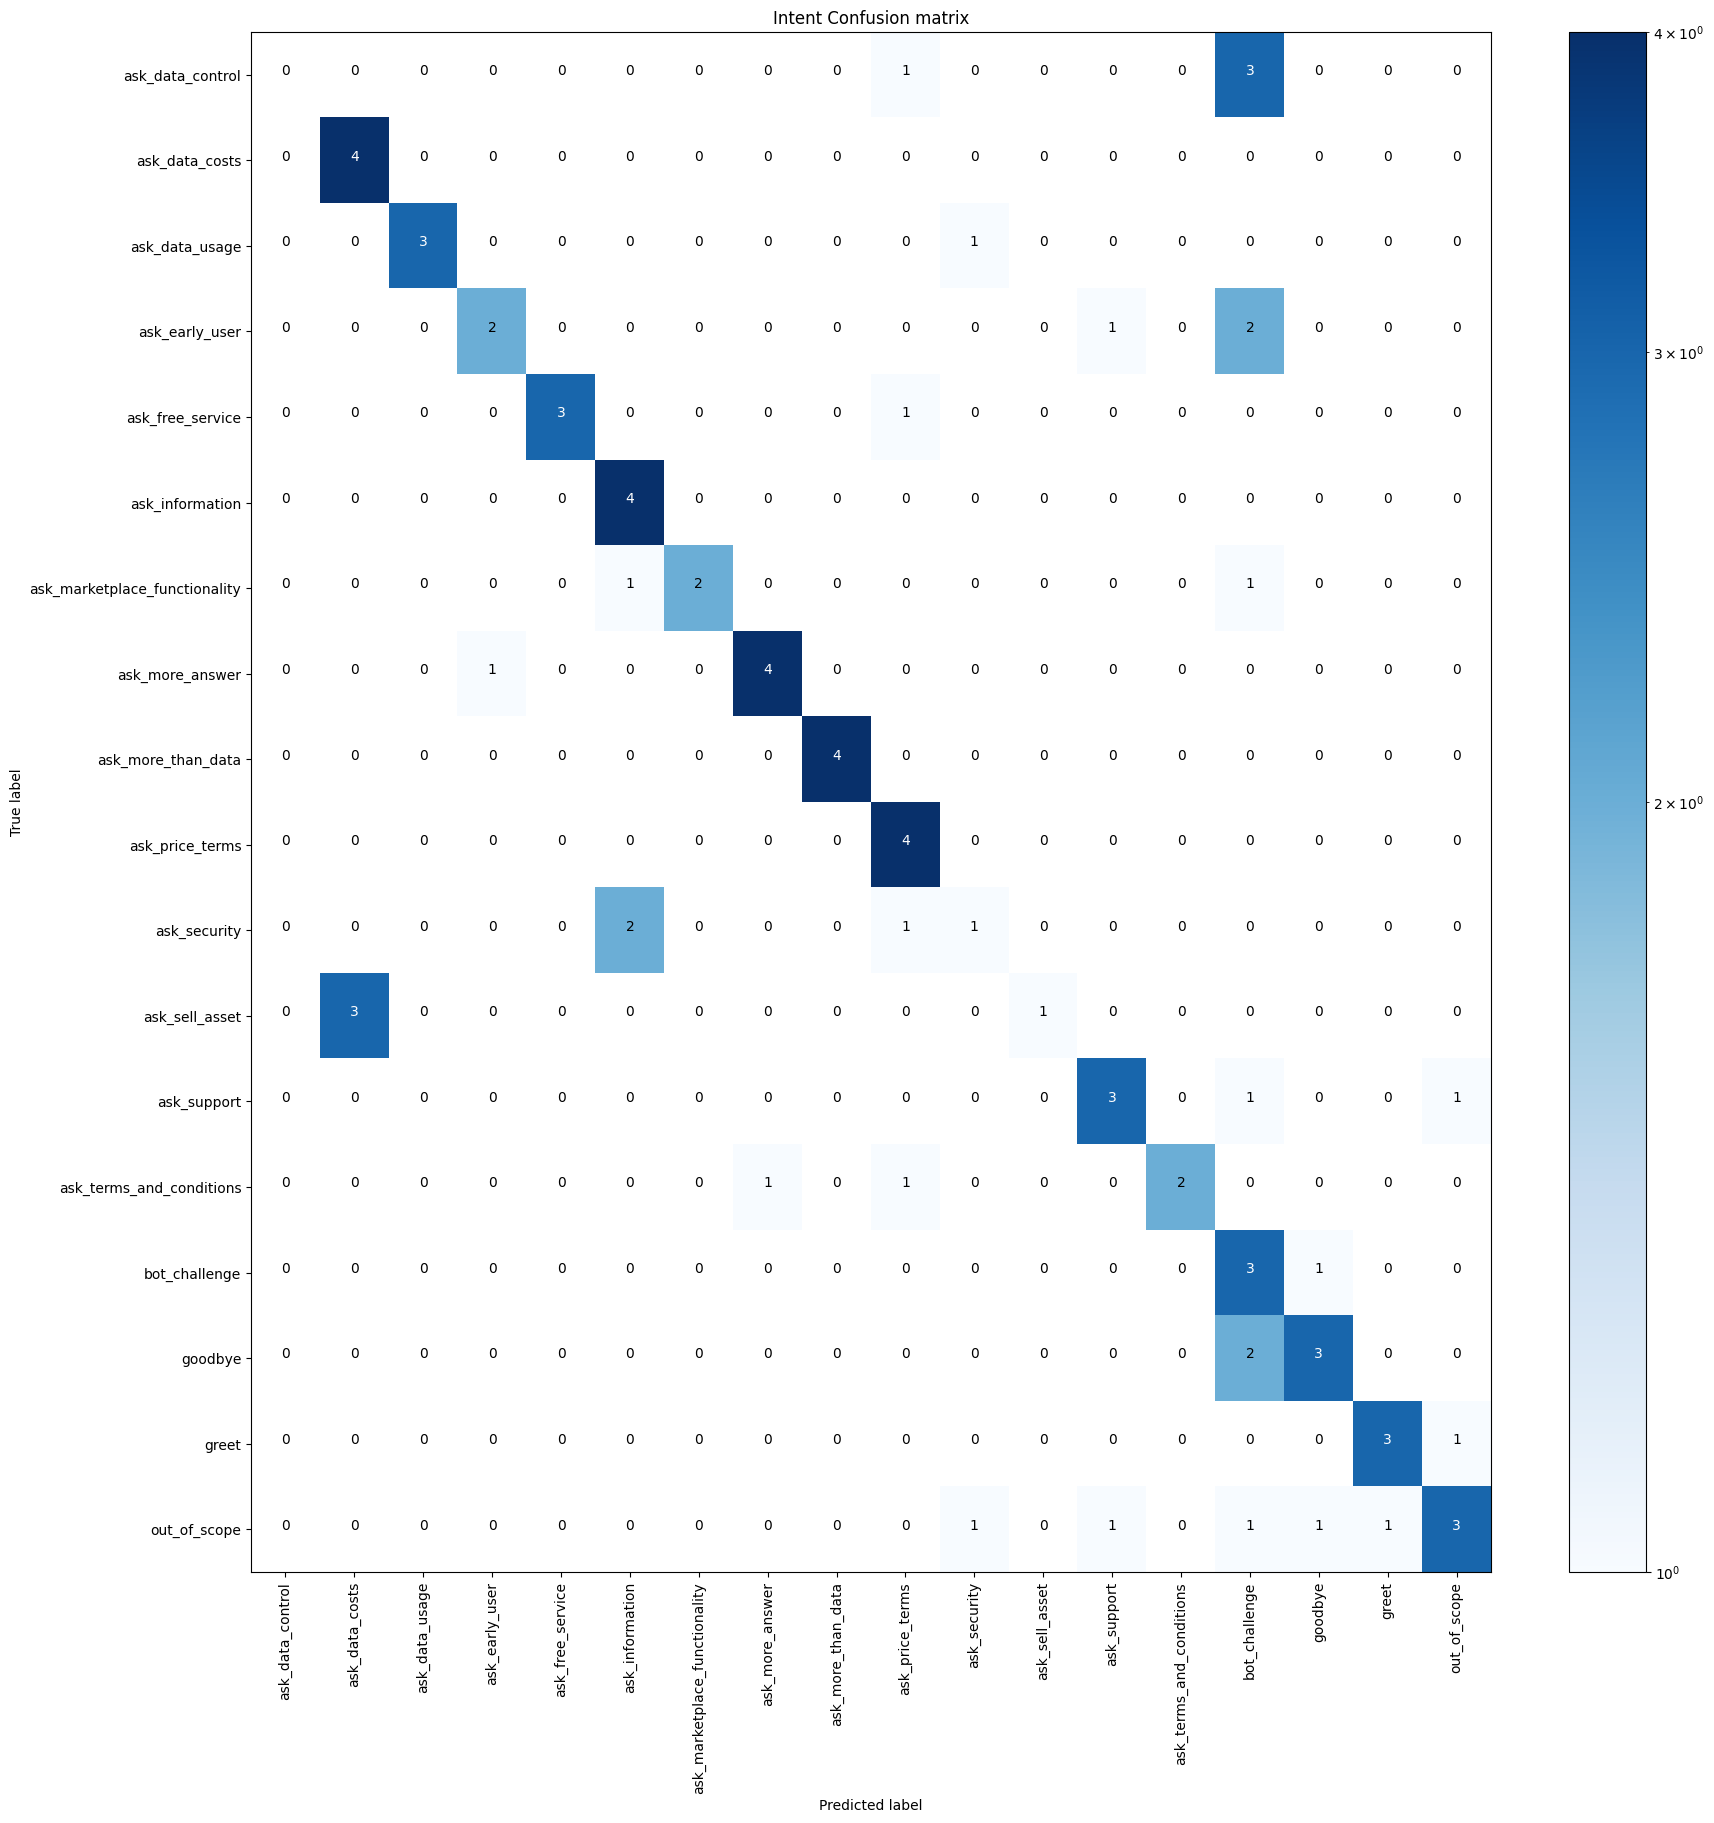 Intent Confusion matrix
ask_data_control 0 0 0 0 0 0 0 0 0 1 0 0 0 0 3 0 0 0
ask_data_costs 0 4 0 0 0 0 0 0 0 0 0 0 0 0 0 0 0 0
ask_data_usage 0 0 3 0 0 0 0 0 0 0 1 0 0 0 0 0 0 0
ask_early_user 0 0 0 2 0 0 0 0 0 0 0 0 1 0 2 0 0 0
ask_free_service 0 0 0 0 3 0 0 0 0 1 0 0 0 0 0 0 0 0
ask_information 0 0 0 0 0 4 0 0 0 0 0 0 0 0 0 0 0 0
ask_marketplace_functionality 0 0 0 0 0 1 2 0 0 0 0 0 0 0 1 0 0 0
ask_more_answer 0 0 0 1 0 0 0 4 0 0 0 0 0 0 0 0 0 0
ask_more_than_data 0 0 0 0 0 0 0 0 4 0 0 0 0 0 0 0 0 0
ask_price_terms 0 0 0 0 0 0 0 0 0 4 0 0 0 0 0 0 0 0
ask_security 0 0 0 0 0 2 0 0 0 1 1 0 0 0 0 0 0 0
ask_sell_asset 0 3 0 0 0 0 0 0 0 0 0 1 0 0 0 0 0 0
ask_support 0 0 0 0 0 0 0 0 0 0 0 0 3 0 1 0 0 1
ask_terms_and_conditions 0 0 0 0 0 0 0 1 0 1 0 0 0 2 0 0 0 0
bot_challenge 0 0 0 0 0 0 0 0 0 0 0 0 0 0 3 1 0 0
goodbye 0 0 0 0 0 0 0 0 0 0 0 0 0 0 2 3 0 0
greet 0 0 0 0 0 0 0 0 0 0 0 0 0 0 0 0 3 1
out_of_scope 0 0 0 0 0 0 0 0 0 0 1 0 1 0 1 1 1 3
True label
ask_data_control
ask_data_costs
ask_data_usage
ask_early_user
ask_free_service
ask_information
ask_marketplace_functionality
ask_more_answer
ask_more_than_data
ask_price_terms
ask_security
ask_sell_asset
ask_support
ask_terms_and_conditions
bot_challenge
goodbye
greet
out_of_scope
Predicted label
4 × 10⁰
3 × 10⁰
2 × 10⁰
10⁰